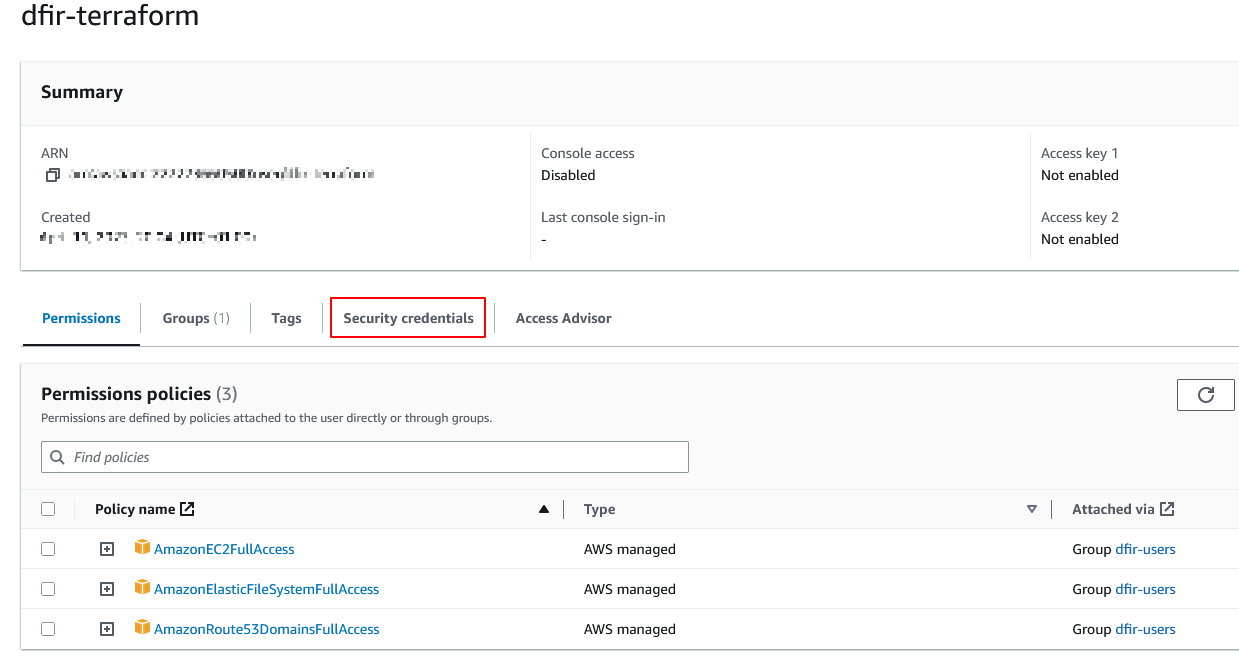 dfir-terraform
Summary
ARN
Console access
Disabled
Access key 1
Not enabled
Created
Last console sign-in
-
Access key 2
Not enabled
Permissions
Groups (1)
Tags
Security credentials
Access Advisor
Permissions policies (3)
Permissions are defined by policies attached to the user directly or through groups.
Find policies
Policy name Type Attached via
AmazonEC2FullAccess AWS managed Group dfir-users
AmazonElasticFileSystemFullAccess AWS managed Group dfir-users
AmazonRoute53DomainsFullAccess AWS managed Group dfir-users